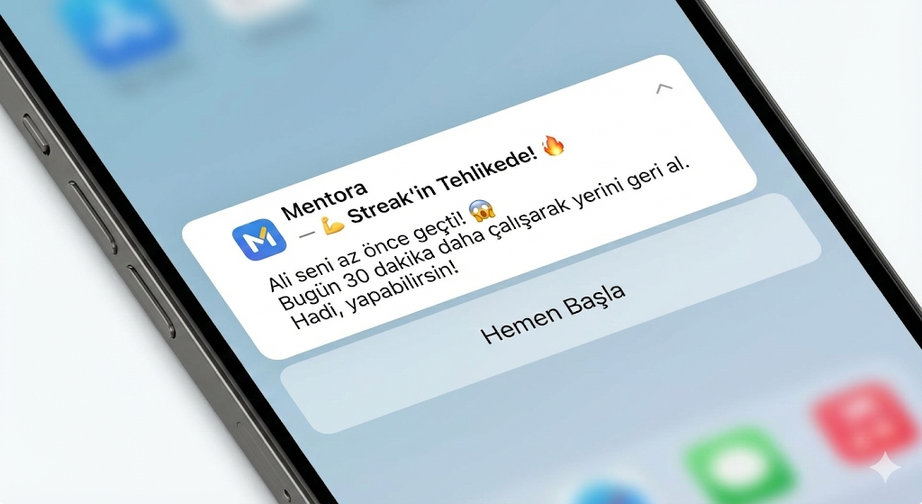 Mentora
— 💪 Streak'in Tehlikede! 🔥
Ali seni az önce geçti! 😱
Bugün 30 dakika daha çalışarak yerini geri al.
Hadi, yapabilirsin!
Hemen Başla